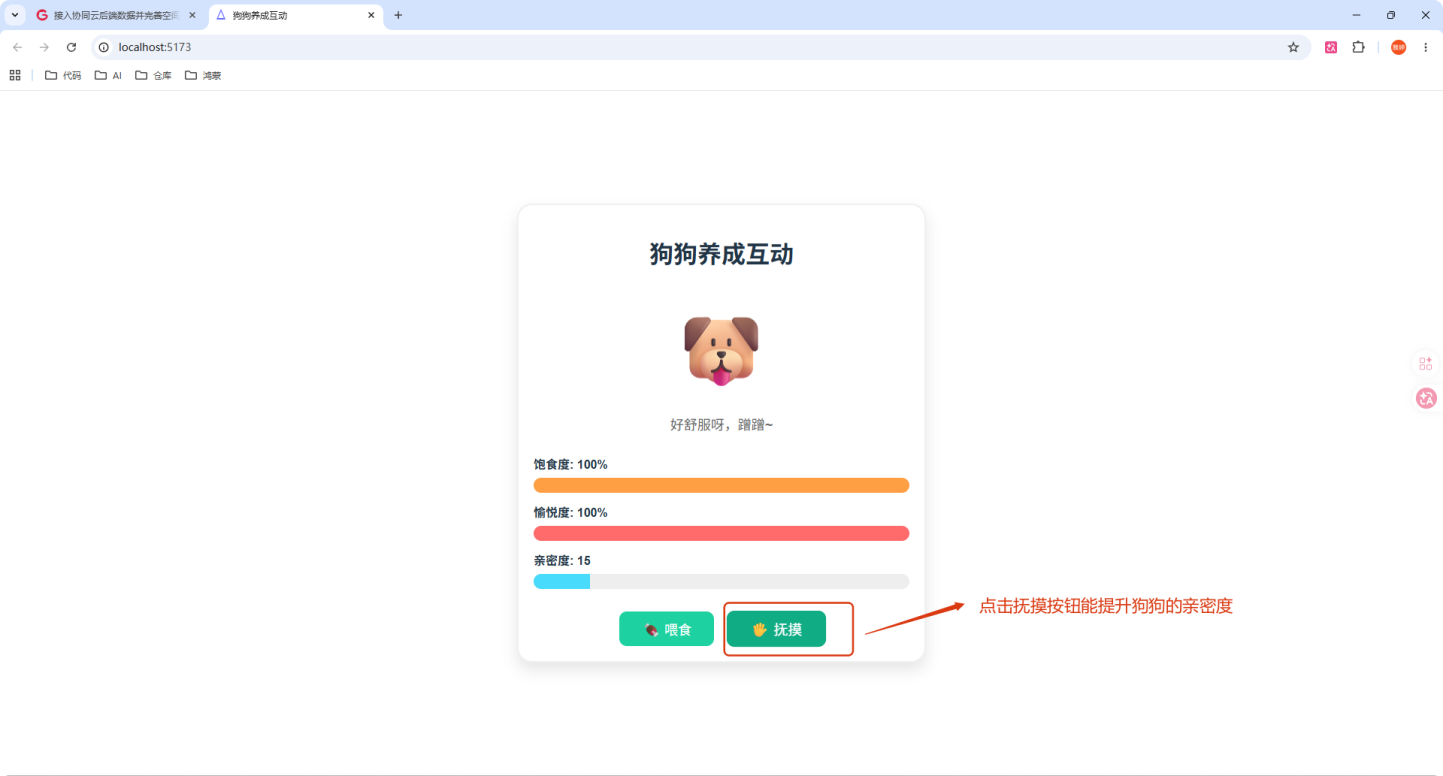 接入协同云后端数据并完善空间
狗狗养成互动
localhost:5173
代码
AI
仓库
鸿蒙
狗狗养成互动
好舒服呀，蹭蹭~
饱食度: 100%
愉悦度: 100%
亲密度: 15
喂食
抚摸
点击抚摸按钮能提升狗狗的亲密度